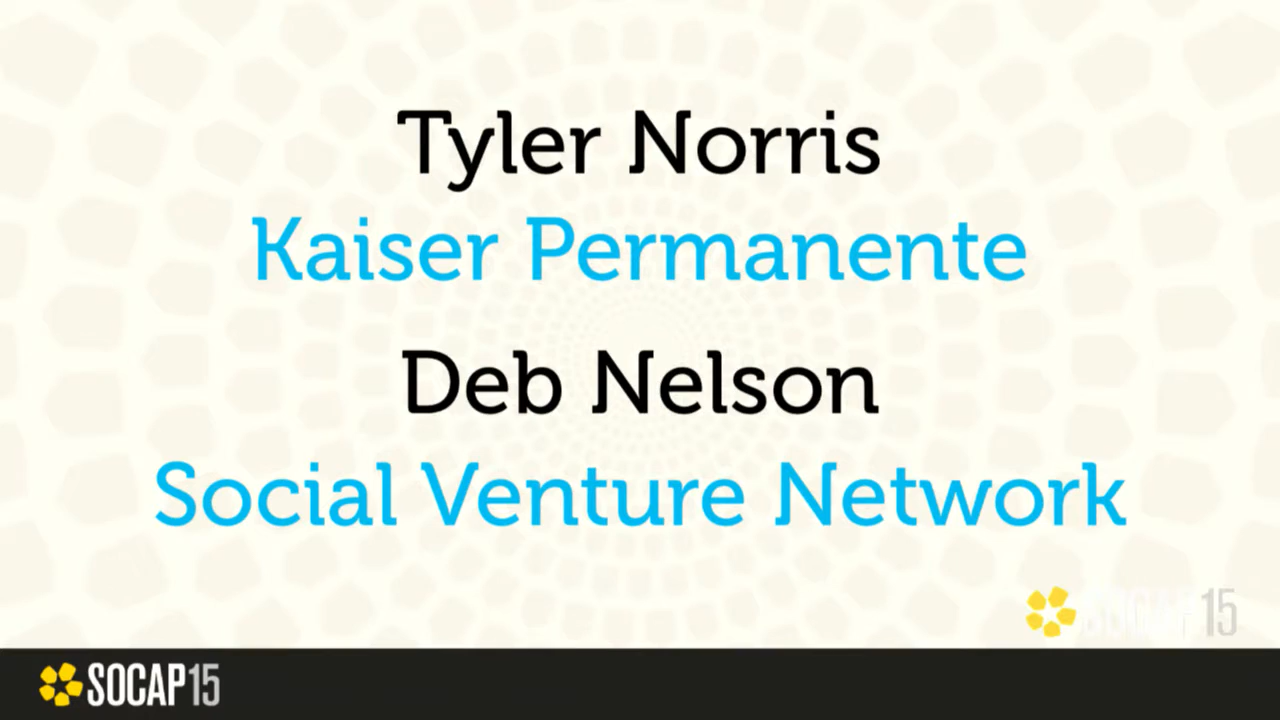 Tyler Norris
Kaiser Permanente
Deb Nelson
Social Venture Network
SOCAP15
SOCAP15